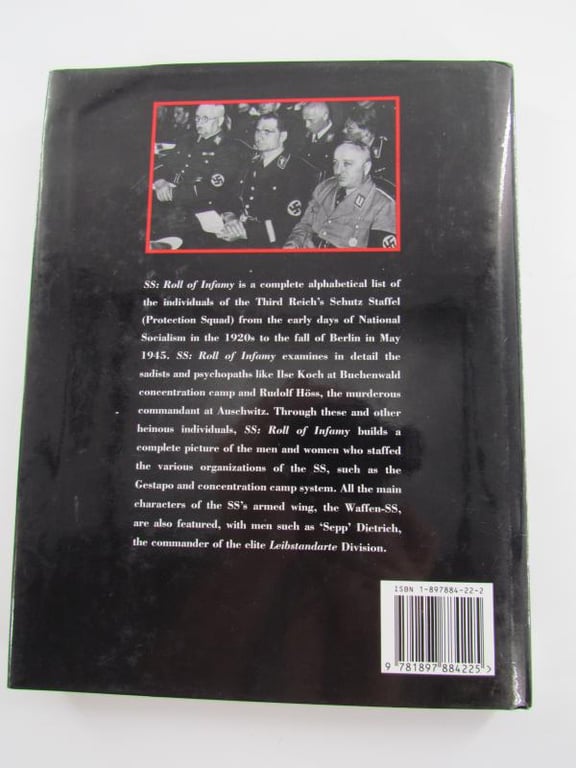 SS: Roll of Infamy is a complete alphabetical list of
the individuals of the Third Reich's Schutz Staffel
(Protection Squad) from the early days of National
Socialism in the 1920s to the fall of Berlin in May
1945. SS: Roll of Infamy examines in detail the
sadists and psychopaths like Ilse Koch at Buchenwald
concentration camp and Rudolf Höss, the murderous
commandant at Auschwitz. Through these and other
heinous individuals, SS: Roll of Infamy builds a
complete picture of the men and women who staffed
the various organizations of the SS, such as the
Gestapo and concentration camp system. All the main
characters of the SS's armed wing, the Waffen-SS,
are also featured, with men such as 'Sepp' Dietrich,
the commander of the elite Leibstandarte Division.
ISBN 1-897884-22-2
9 781897 884225 >